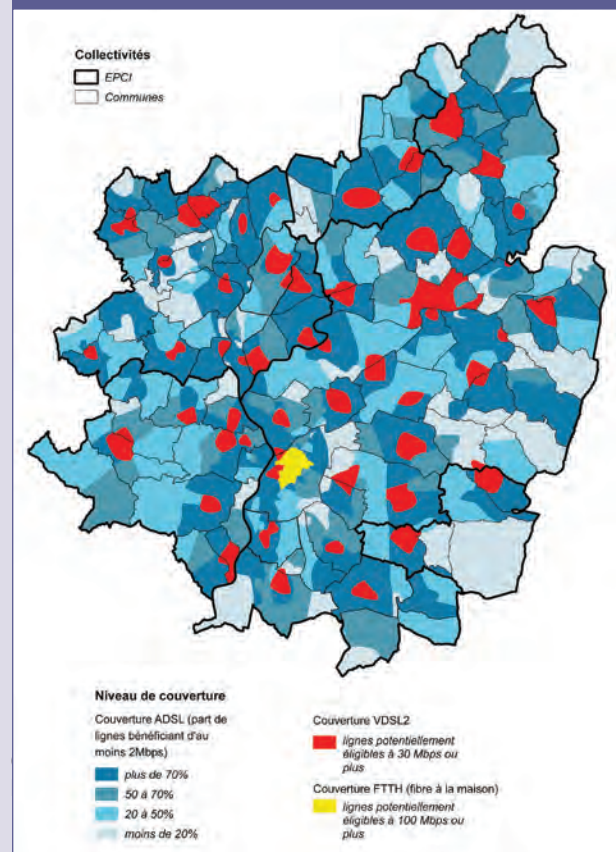 Collectivités
EPCI
Communes
Niveau de couverture
Couverture ADSL (part de
lignes bénéficiant d'au
moins 2Mbps)
plus de 70%
50 à 70%
20 à 50%
moins de 20%
Couverture VDSL2
lignes potentiellement
éligibles à 30 Mbps ou
plus
Couverture FTTH (fibre à la maison)
lignes potentiellement
éligibles à 100 Mbps ou
plus